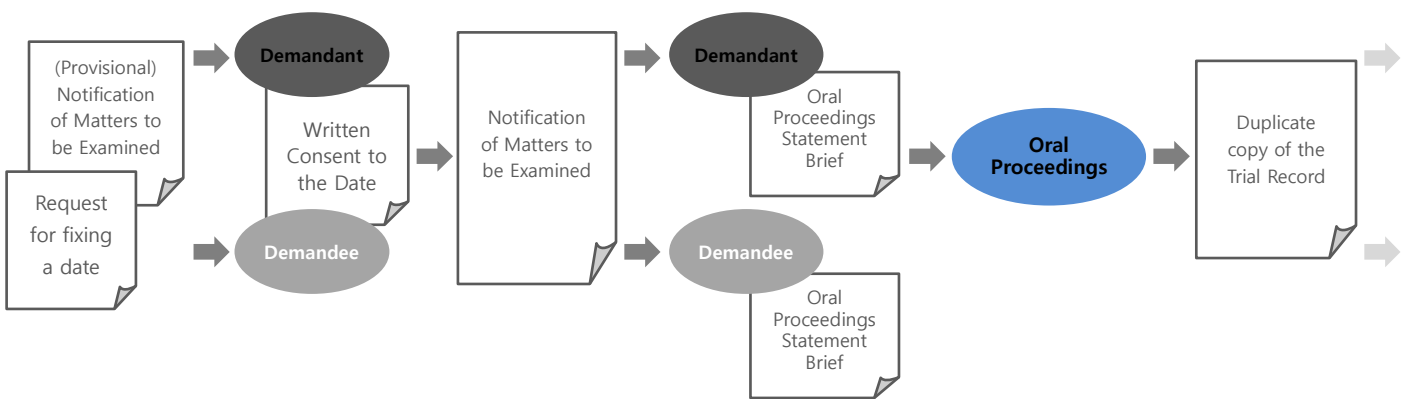 (Provisional)
Notification
of Matters to
be Examined
Request
for fixing
a date
Demandant
Written
Consent to
the Date
Demandee
Notification
of Matters to
be Examined
Demandant
Oral
Proceedings
Statement
Brief
Demandee
Oral
Proceedings
Statement
Brief
Oral
Proceedings
Duplicate
copy of the
Trial Record